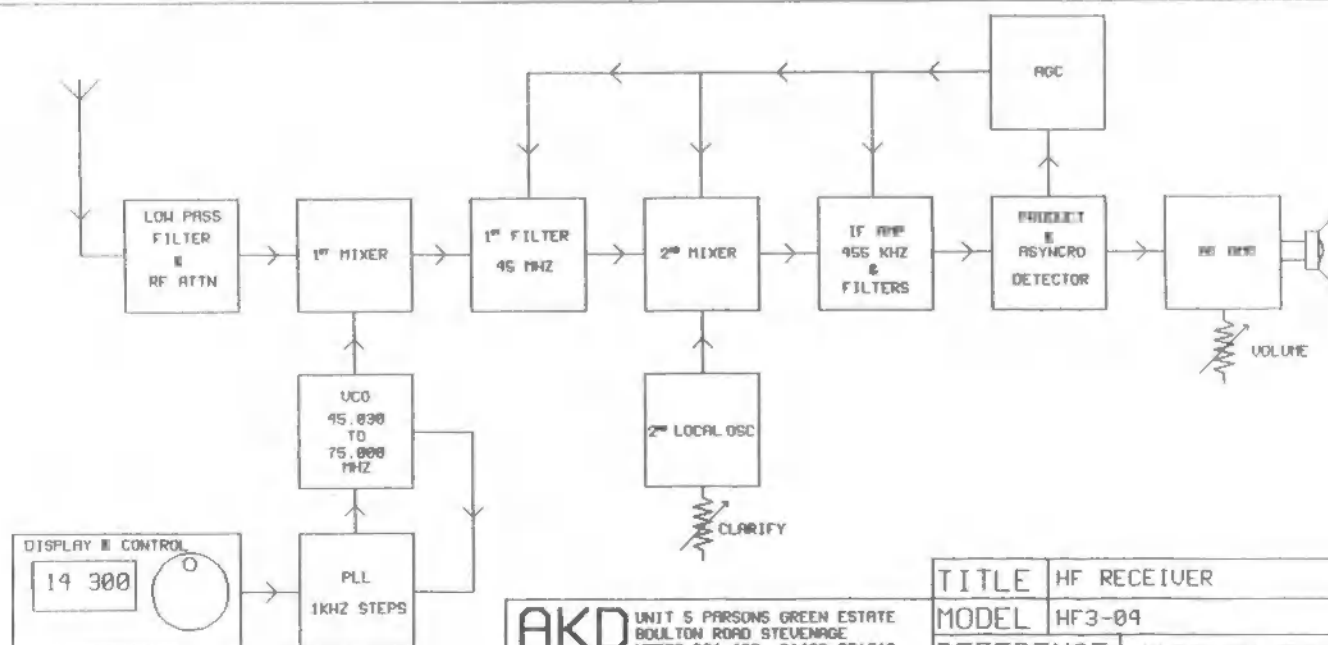 AGC
LOW PASS
FILTER
&
RF ATTN
1ST MIXER
1ST FILTER
45 MHZ
2ND MIXER
IF AMP
455 KHZ
&
FILTERS
PRODUCT
&
ASYNCRO
DETECTOR
AF AMP
VOLUME
VCO
45.030
TO
75.000
MHZ
2ND LOCAL OSC
CLARIFY
DISPLAY & CONTROL
14 300
PLL
1KHZ STEPS
AKD
UNIT 5 PARSONS GREEN ESTATE
BOULTON ROAD STEVENAGE
TITLE HF RECEIVER
MODEL HF3-04